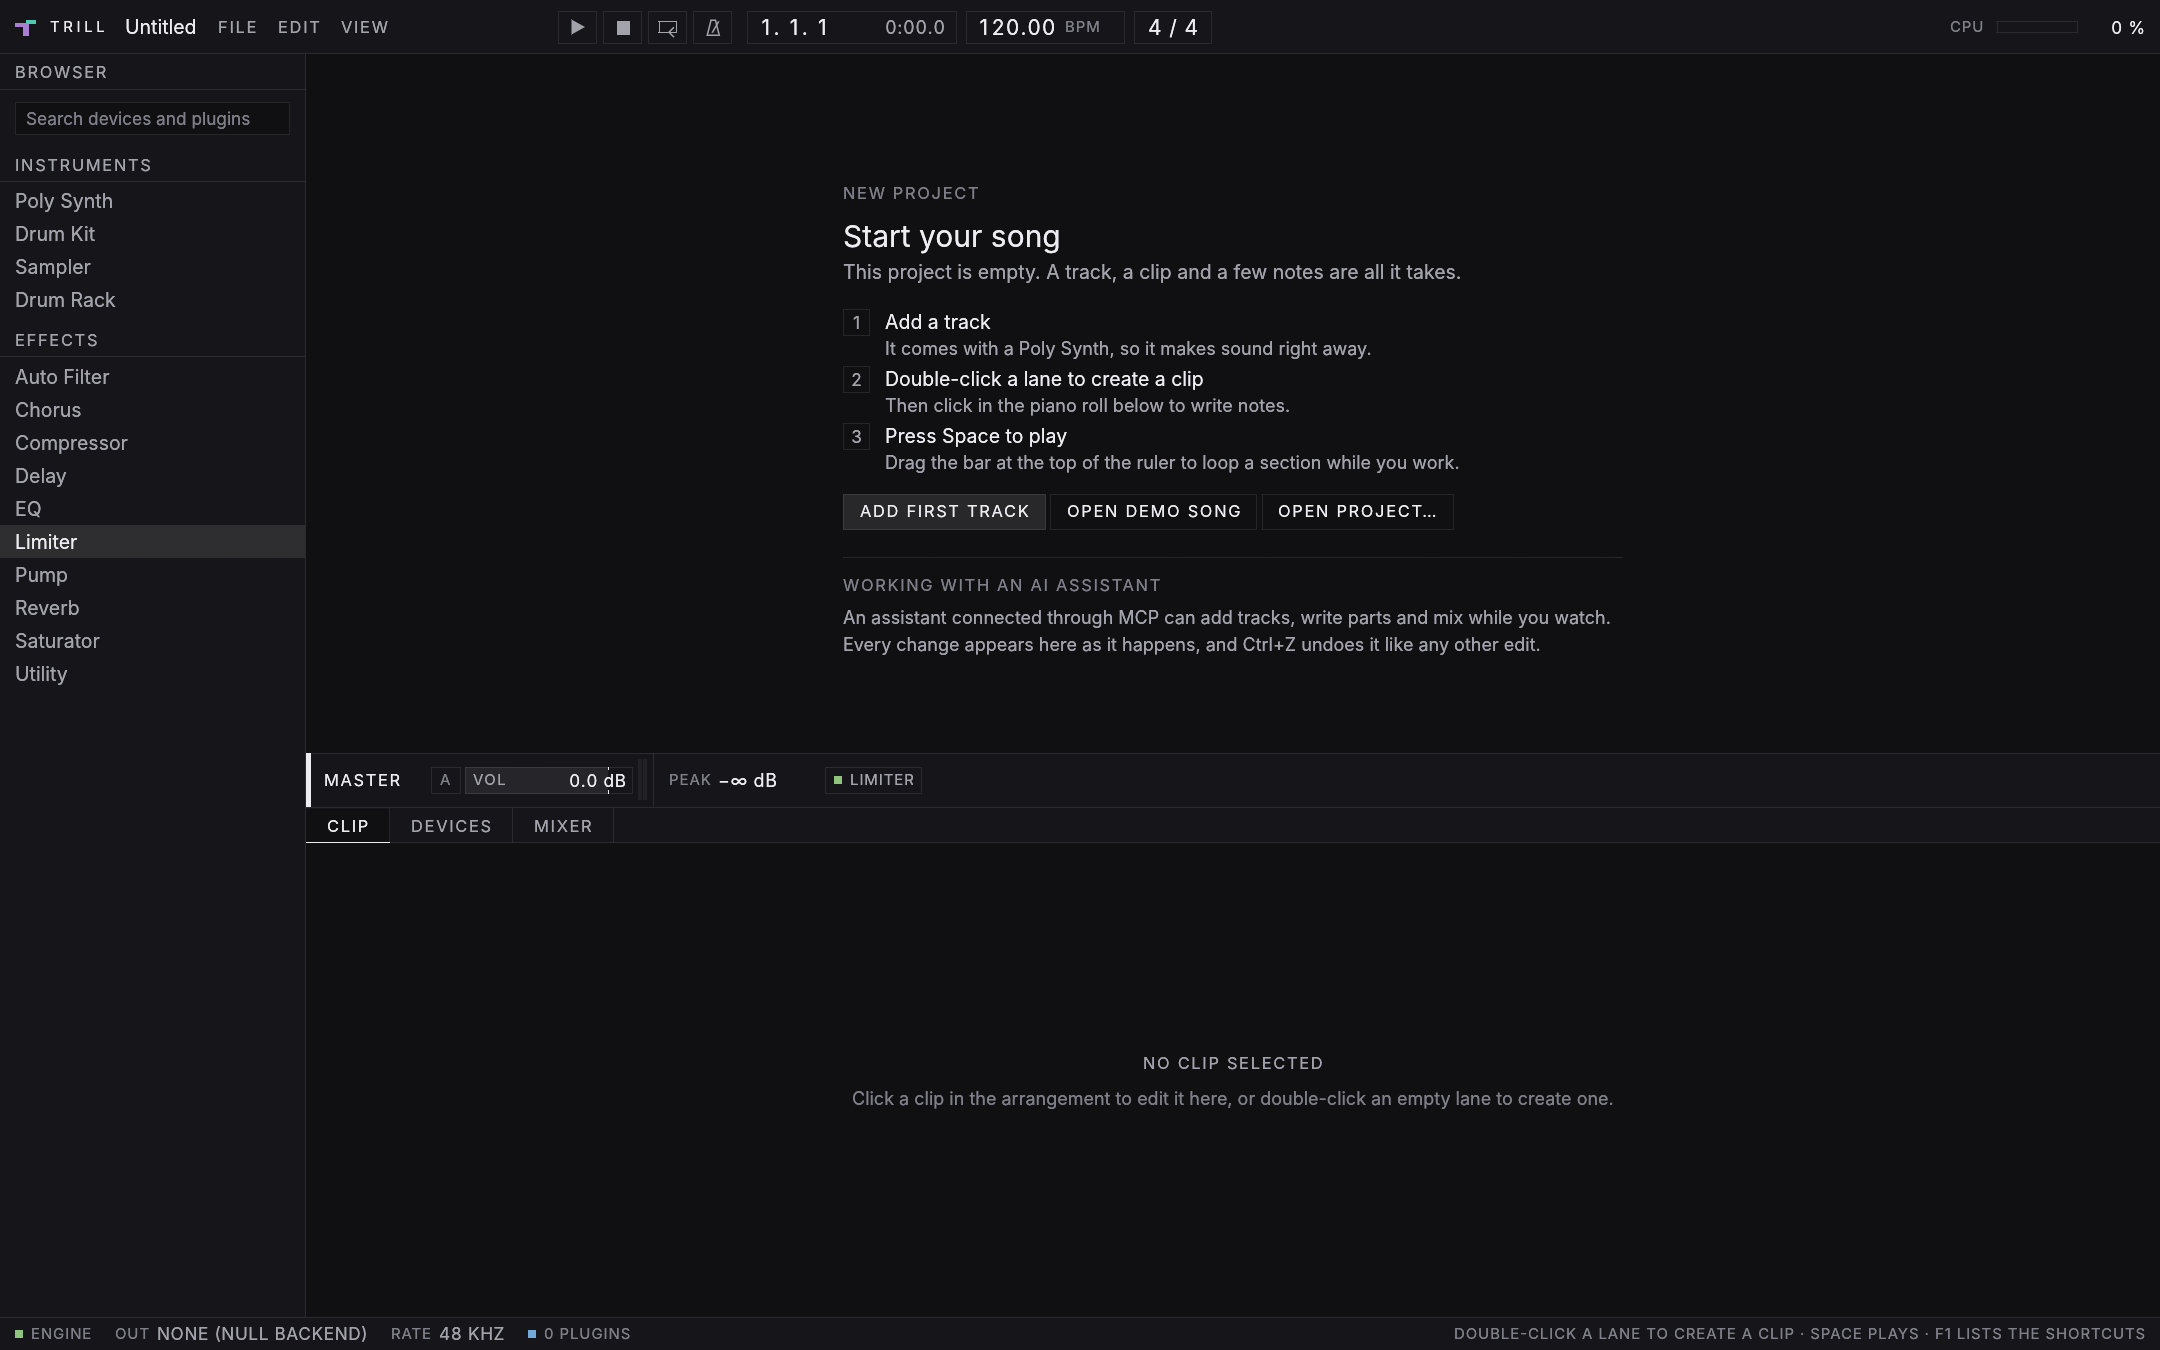 TRILL Untitled FILE EDIT VIEW 1. 1. 1 0:00.0 120.00 BPM 4 / 4 CPU 0 %
BROWSER
Search devices and plugins
INSTRUMENTS
Poly Synth
Drum Kit
Sampler
Drum Rack
EFFECTS
Auto Filter
Chorus
Compressor
Delay
EQ
Limiter
Pump
Reverb
Saturator
Utility
NEW PROJECT
Start your song
This project is empty. A track, a clip and a few notes are all it takes.
1 Add a track
It comes with a Poly Synth, so it makes sound right away.
2 Double-click a lane to create a clip
Then click in the piano roll below to write notes.
3 Press Space to play
Drag the bar at the top of the ruler to loop a section while you work.
ADD FIRST TRACK OPEN DEMO SONG OPEN PROJECT...
WORKING WITH AN AI ASSISTANT
An assistant connected through MCP can add tracks, write parts and mix while you watch.
Every change appears here as it happens, and Ctrl+Z undoes it like any other edit.
MASTER A VOL 0.0 dB PEAK −∞ dB LIMITER
CLIP DEVICES MIXER
NO CLIP SELECTED
Click a clip in the arrangement to edit it here, or double-click an empty lane to create one.
ENGINE OUT NONE (NULL BACKEND) RATE 48 KHZ 0 PLUGINS DOUBLE-CLICK A LANE TO CREATE A CLIP · SPACE PLAYS · F1 LISTS THE SHORTCUTS